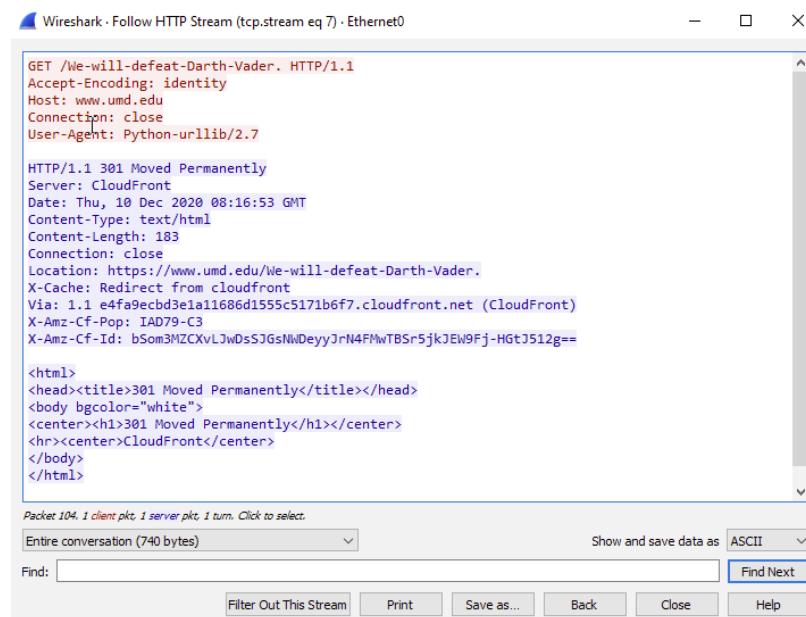 Wireshark · Follow HTTP Stream (tcp.stream eq 7) · Ethernet0
GET /We-will-defeat-Darth-Vader. HTTP/1.1
Accept-Encoding: identity
Host: www.umd.edu
Connection: close
User-Agent: Python-urllib/2.7
HTTP/1.1 301 Moved Permanently
Server: CloudFront
Date: Thu, 10 Dec 2020 08:16:53 GMT
Content-Type: text/html
Content-Length: 183
Connection: close
Location: https://www.umd.edu/We-will-defeat-Darth-Vader.
X-Cache: Redirect from cloudfront
Via: 1.1 e4fa9ecbd3e1a11686d1555c5171b6f7.cloudfront.net (CloudFront)
X-Amz-Cf-Pop: IAD79-C3
X-Amz-Cf-Id: bSom3MZCXvLJwDsSJGsNWDeyyJrN4FMwTBSr5jkJEW9Fj-HGtJ512g==
<html>
<head><title>301 Moved Permanently</title></head>
<body bgcolor="white">
<center><h1>301 Moved Permanently</h1></center>
<hr><center>CloudFront</center>
</body>
</html>
Packet 104. 1 client pkt, 1 server pkt, 1 turn. Click to select.
Entire conversation (740 bytes) Show and save data as ASCII
Find: Find Next
Filter Out This Stream Print Save as... Back Close Help